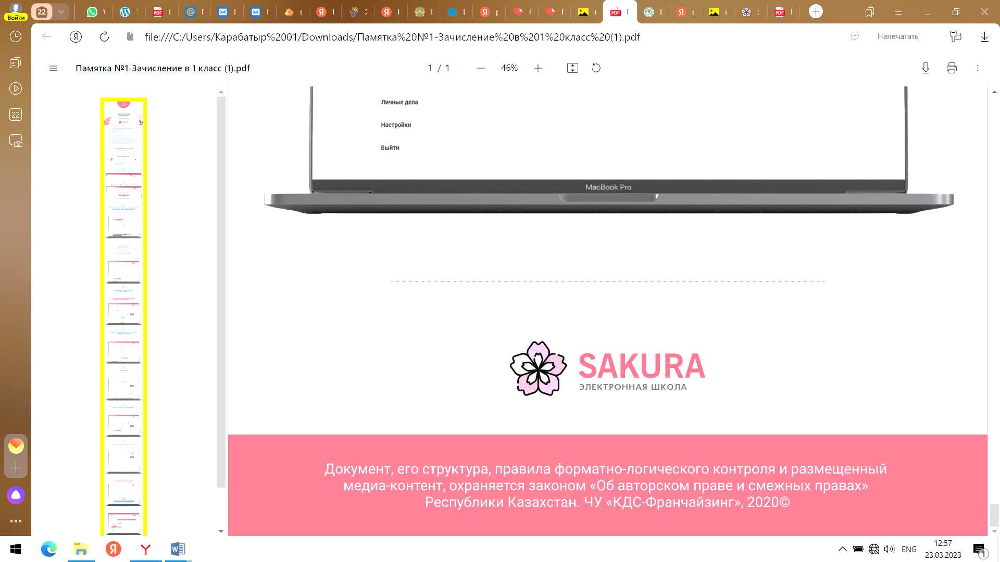 22
Войти
file:///C:/Users/Карабатыр%2001/Downloads/Памятка%20№1-Зачисление%20в%201%20класс%20(1).pdf
Напечатать
Памятка №1-Зачисление в 1 класс (1).pdf
1 / 1
46%
22
Личные дела
Настройки
Выйти
MacBook Pro
SAKURA
ЭЛЕКТРОННАЯ ШКОЛА
Документ, его структура, правила форматно-логического контроля и размещенный
медиа-контент, охраняется законом «Об авторском праве и смежных правах»
Республики Казахстан. ЧУ «КДС-Франчайзинг», 2020©
ENG
12:57
23.03.2023
1